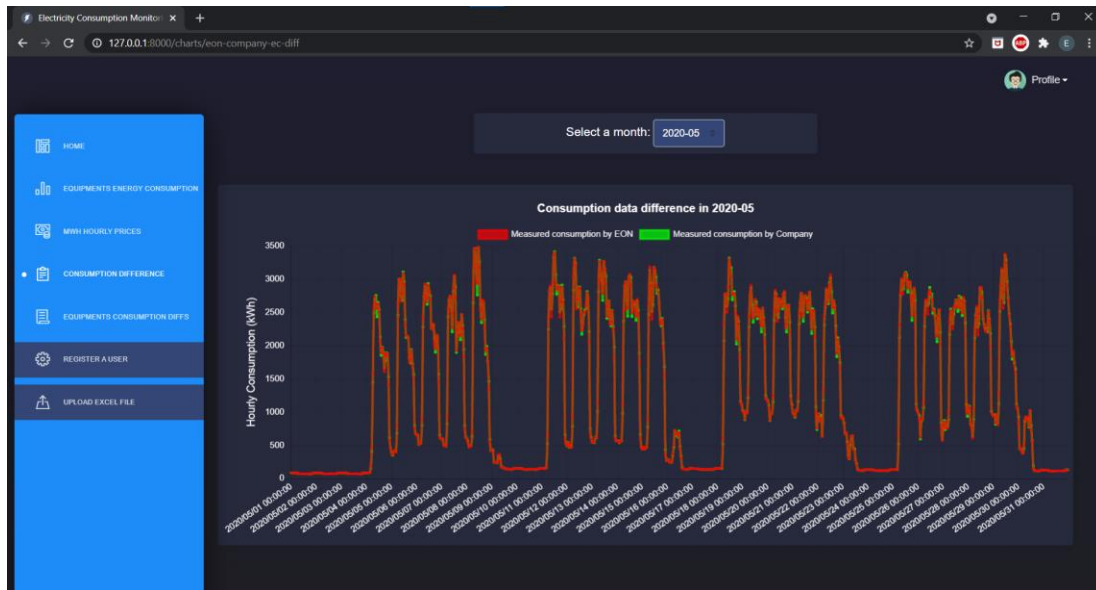 Electricity Consumption Monitor
127.0.0.1:8000/charts/eon-company-ec-diff
ABP
E
Profile
Select a month: 2020-05
HOME
EQUIPMENTS ENERGY CONSUMPTION
MWH HOURLY PRICES
CONSUMPTION DIFFERENCE
EQUIPMENTS CONSUMPTION DIFFS
REGISTER A USER
UPLOAD EXCEL FILE
Consumption data difference in 2020-05
Measured consumption by EON Measured consumption by Company
Hourly Consumption (kWh)
3500
3000
2500
2000
1500
1000
500
0
2020/05/01 00:00:00
2020/05/02 00:00:00
2020/05/03 00:00:00
2020/05/04 00:00:00
2020/05/05 00:00:00
2020/05/06 00:00:00
2020/05/07 00:00:00
2020/05/08 00:00:00
2020/05/09 00:00:00
2020/05/10 00:00:00
2020/05/11 00:00:00
2020/05/12 00:00:00
2020/05/13 00:00:00
2020/05/14 00:00:00
2020/05/15 00:00:00
2020/05/16 00:00:00
2020/05/17 00:00:00
2020/05/18 00:00:00
2020/05/19 00:00:00
2020/05/20 00:00:00
2020/05/21 00:00:00
2020/05/22 00:00:00
2020/05/23 00:00:00
2020/05/24 00:00:00
2020/05/25 00:00:00
2020/05/26 00:00:00
2020/05/27 00:00:00
2020/05/28 00:00:00
2020/05/29 00:00:00
2020/05/30 00:00:00
2020/05/31 00:00:00